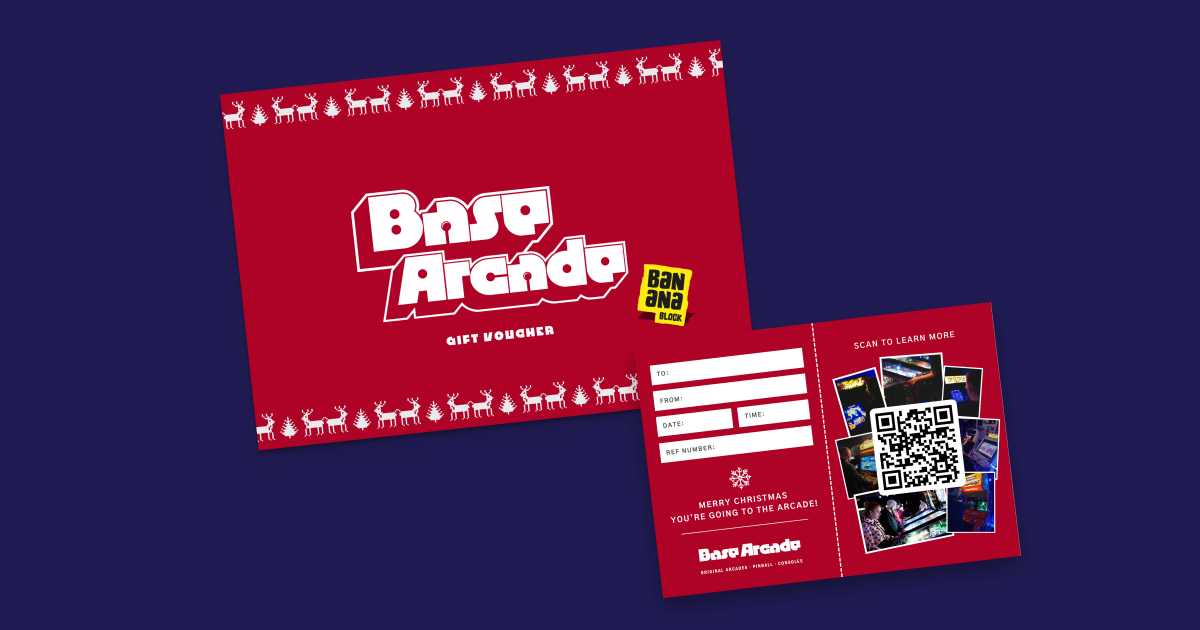 Base
Arcade
GIFT VOUCHER
BAN
ANA
BLOCK
TO:
FROM:
DATE:
TIME:
REF NUMBER:
MERRY CHRISTMAS
YOU'RE GOING TO THE ARCADE!
Base Arcade
ORIGINAL ARCADES · PINBALL · CONSOLES
SCAN TO LEARN MORE